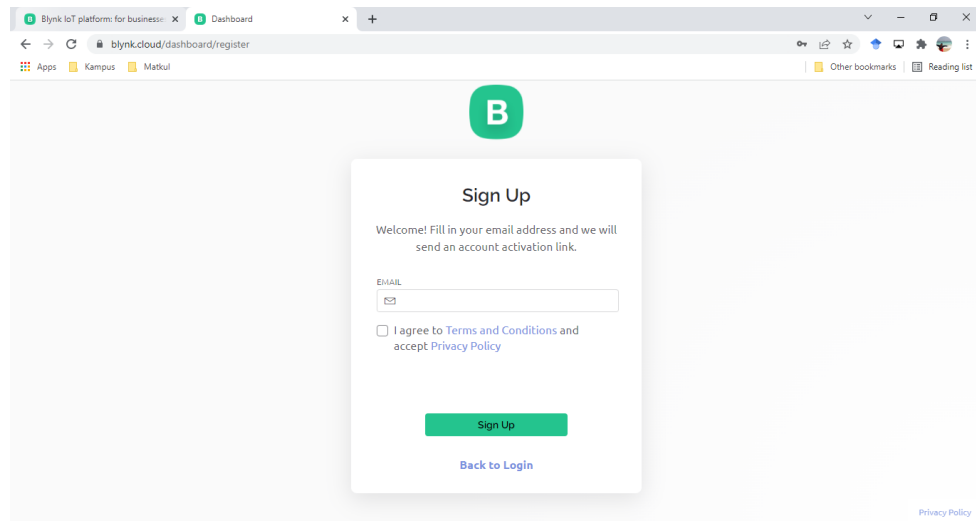 Blynk IoT platform: for businesse
Dashboard
blynk.cloud/dashboard/register
Apps
Kampus
Matkul
Other bookmarks
Reading list
B
Sign Up
Welcome! Fill in your email address and we will
send an account activation link.
EMAIL
I agree to Terms and Conditions and
accept Privacy Policy
Sign Up
Back to Login
Privacy Policy